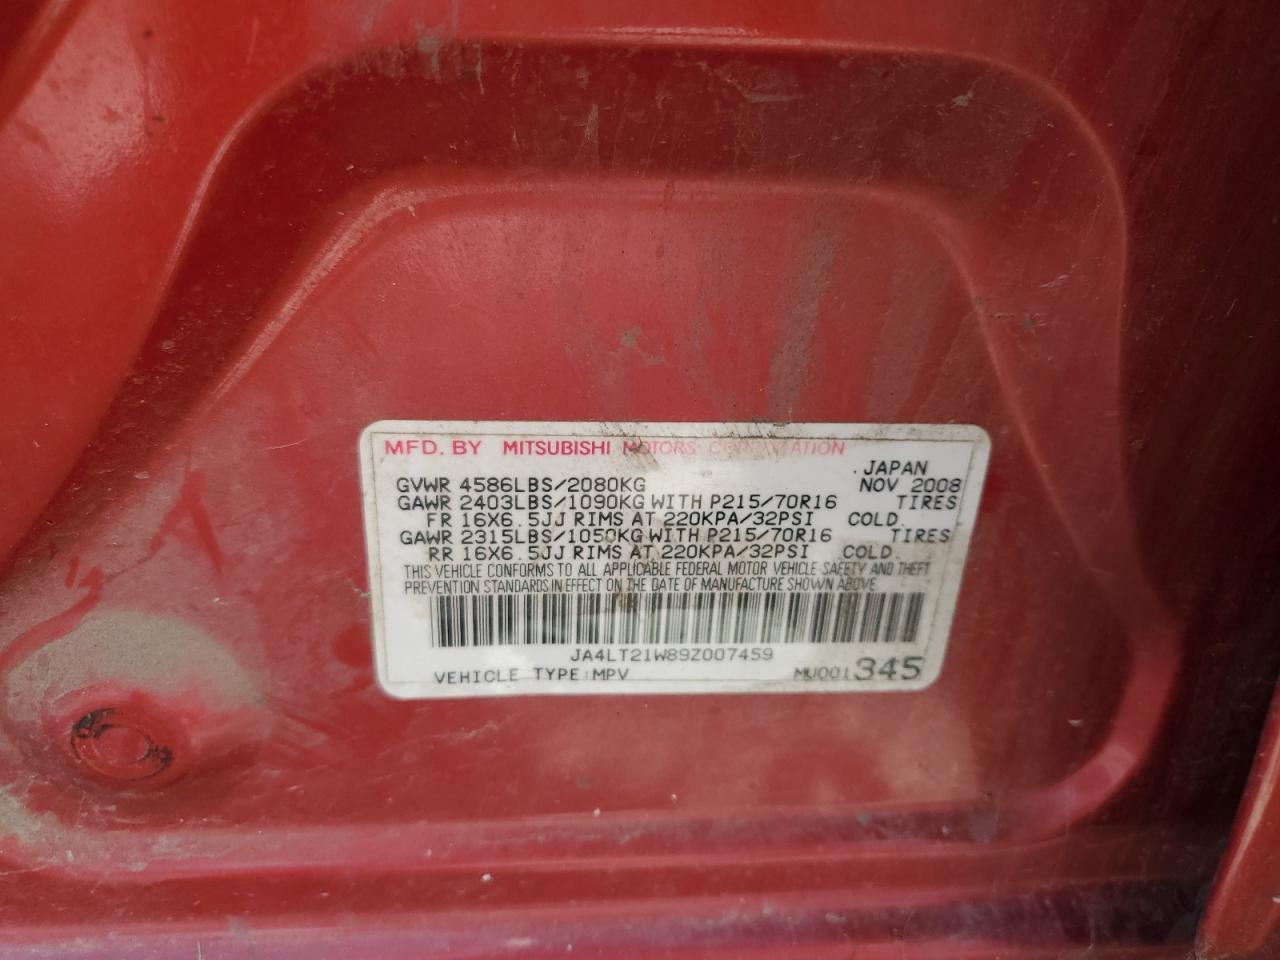 MFD. BY MITSUBISHI MOTORS CORPORATION
JAPAN
GVWR 4586LBS/2080KG NOV 2008
GAWR 2403LBS/1090KG WITH P215/70R16 TIRES
FR 16X6.5JJ RIMS AT 220KPA/32PSI COLD.
GAWR 2315LBS/1050KG WITH P215/70R16 TIRES
RR 16X6.5JJ RIMS AT 220KPA/32PSI COLD.
THIS VEHICLE CONFORMS TO ALL APPLICABLE FEDERAL MOTOR VEHICLE SAFETY AND THEFT
PREVENTION STANDARDS IN EFFECT ON THE DATE OF MANUFACTURE SHOWN ABOVE.
JA4LT21W89Z007459
VEHICLE TYPE:MPV MU001345